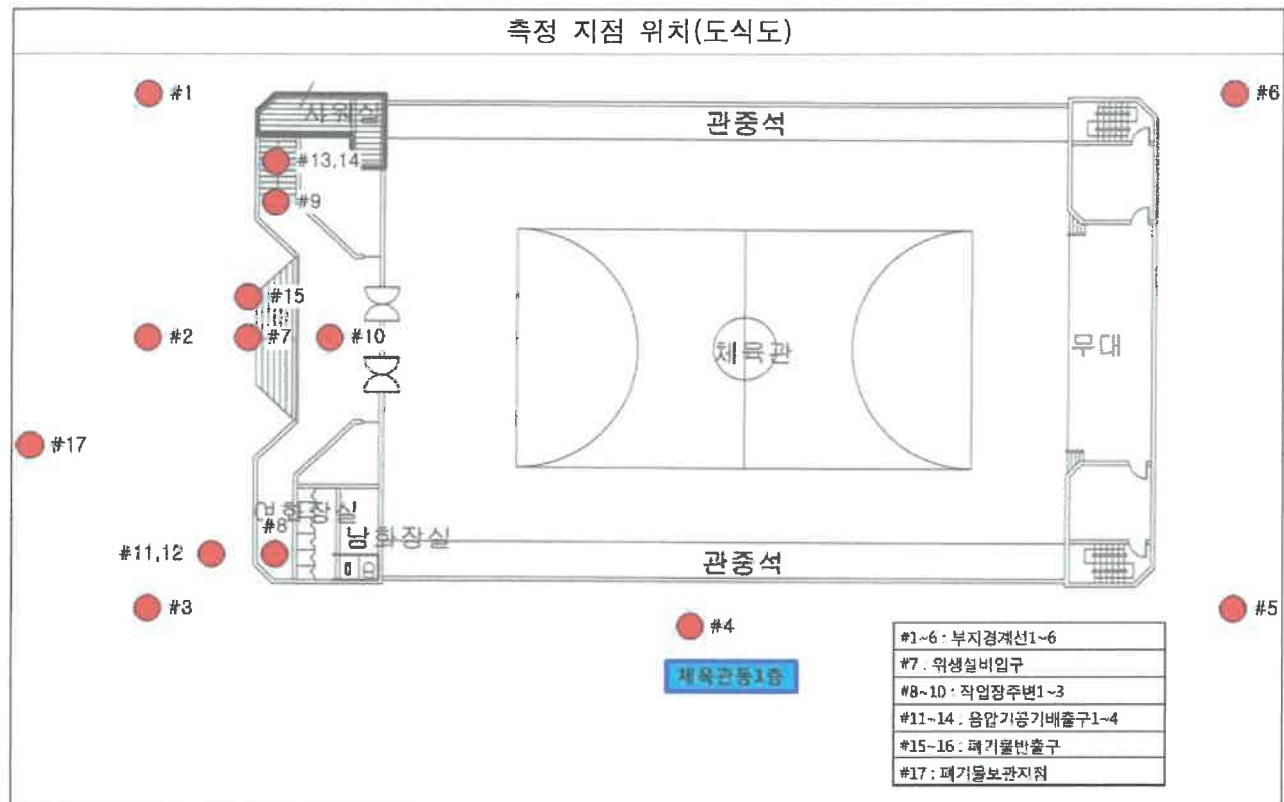 측정 지점 위치(도식도)
#1
#6
샤워실
관중석
#13,14
#9
#15
#2
#7
#10
체육관
무대
#17
여화장실
#8
남화장실
#11,12
관중석
#3
#4
#5
체육관동1층
#1~6 : 부지경계선1~6
#7 : 위생설비입구
#8~10 : 작업장주변1~3
#11~14 : 음압기공기배출구1~4
#15~16 : 폐기물반출구
#17 : 폐기물보관지점